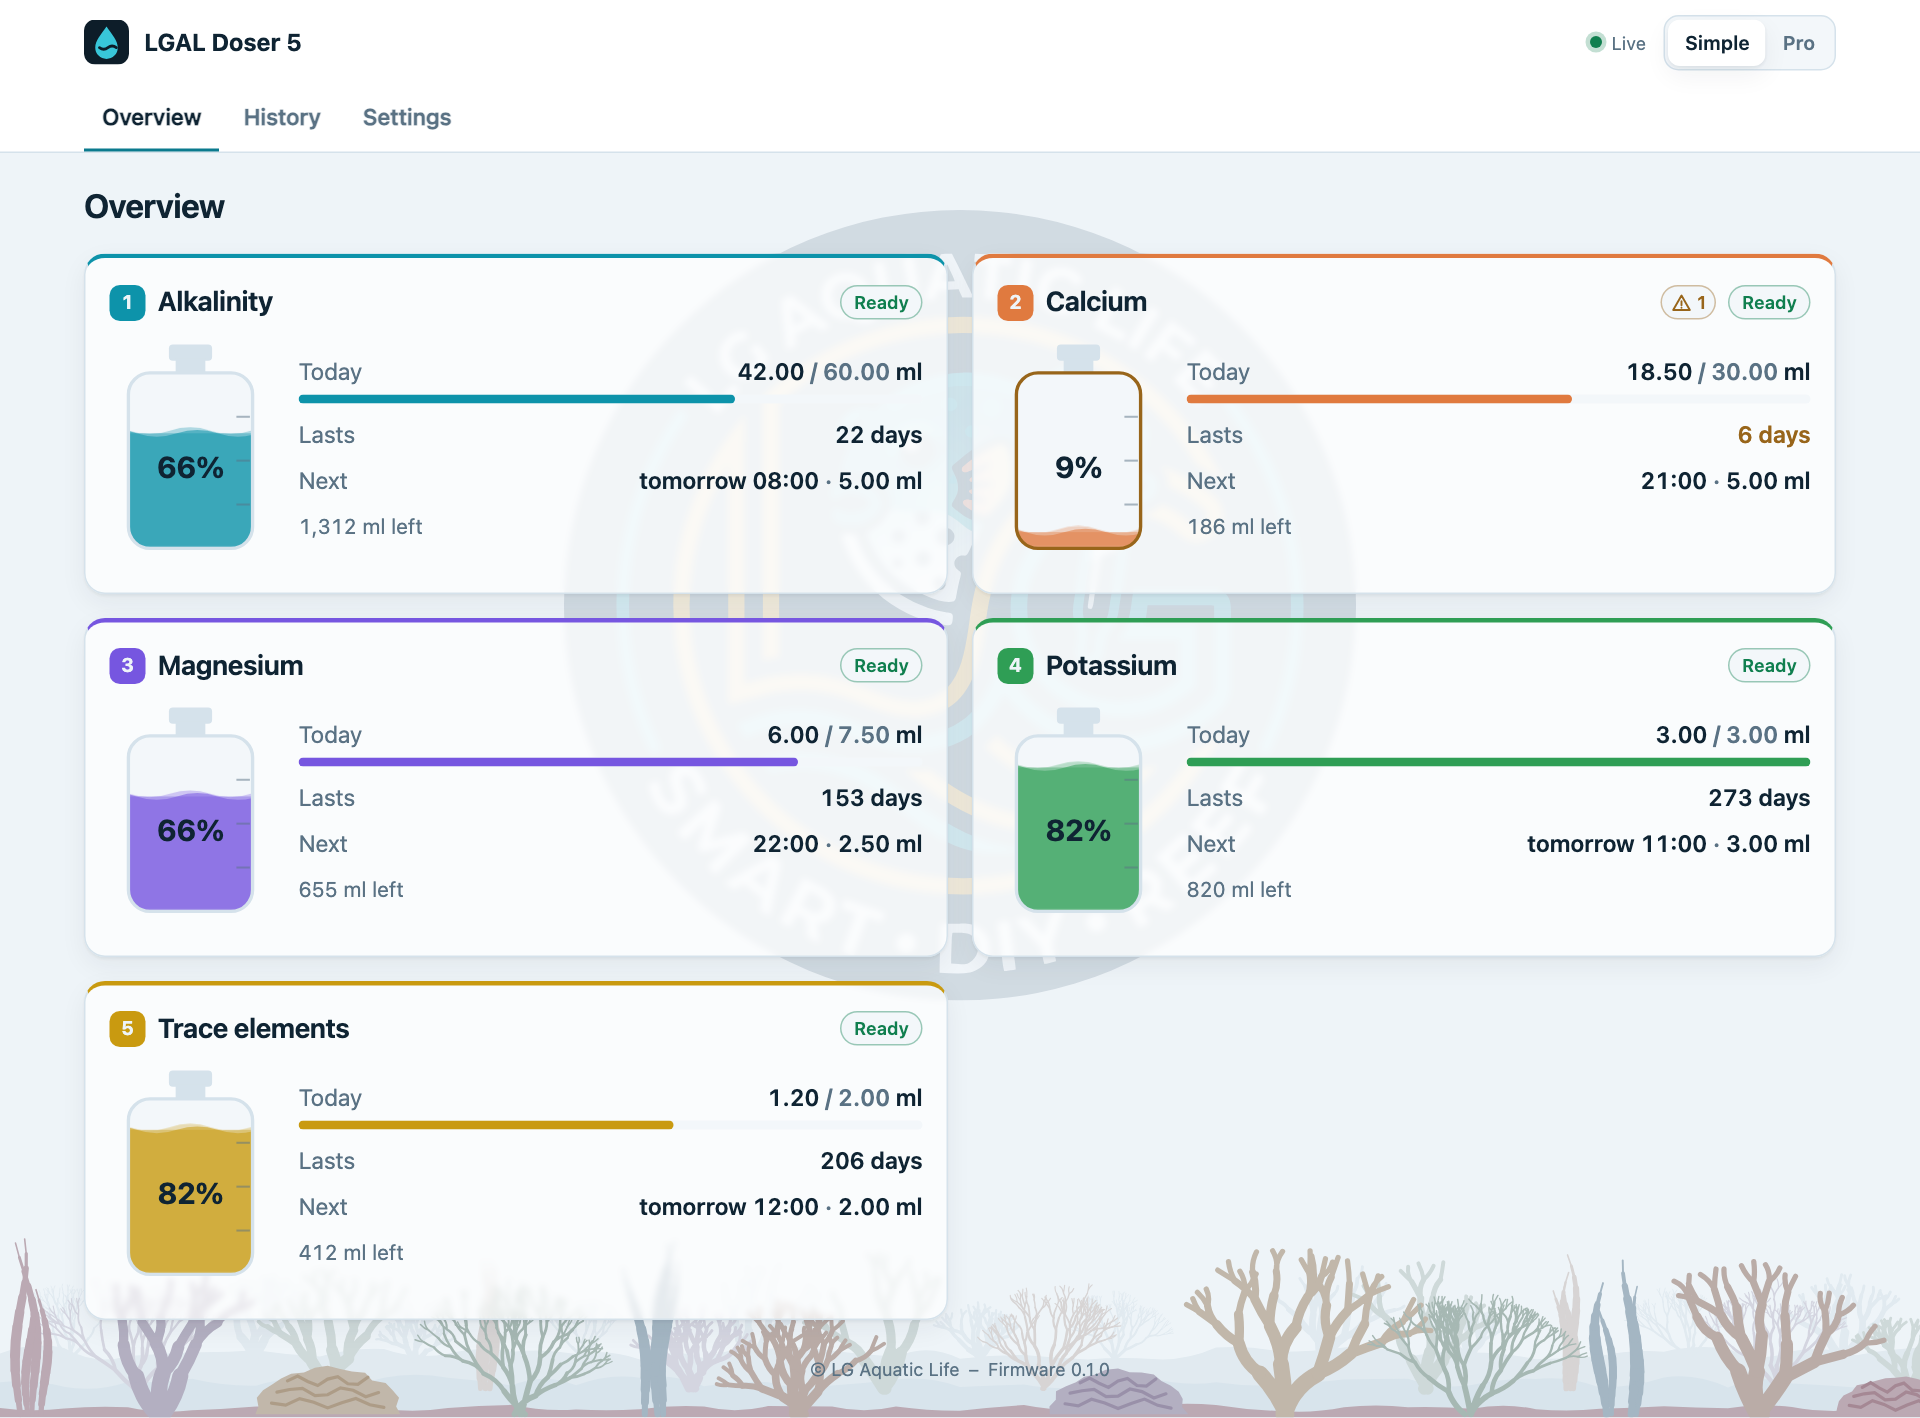 LGAL Doser 5
Live
Simple
Pro
Overview
History
Settings
Overview
1 Alkalinity
Ready
66%
Today
42.00 / 60.00 ml
Lasts
22 days
Next
tomorrow 08:00 · 5.00 ml
1,312 ml left
2 Calcium
1
Ready
9%
Today
18.50 / 30.00 ml
Lasts
6 days
Next
21:00 · 5.00 ml
186 ml left
3 Magnesium
Ready
66%
Today
6.00 / 7.50 ml
Lasts
153 days
Next
22:00 · 2.50 ml
655 ml left
4 Potassium
Ready
82%
Today
3.00 / 3.00 ml
Lasts
273 days
Next
tomorrow 11:00 · 3.00 ml
820 ml left
5 Trace elements
Ready
82%
Today
1.20 / 2.00 ml
Lasts
206 days
Next
tomorrow 12:00 · 2.00 ml
412 ml left
LG AQUATIC LIFE
SMART • DIY • REEF
© LG Aquatic Life – Firmware 0.1.0